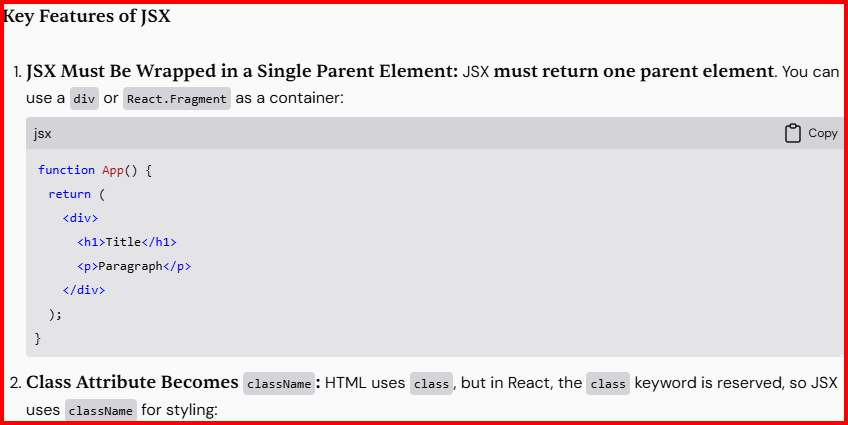 Key Features of JSX
1. JSX Must Be Wrapped in a Single Parent Element: JSX must return one parent element. You can
use a div or React.Fragment as a container:
jsx Copy
function App() {
  return (
    <div>
      <h1>Title</h1>
      <p>Paragraph</p>
    </div>
  );
}
2. Class Attribute Becomes className: HTML uses class, but in React, the class keyword is reserved, so JSX
uses className for styling: